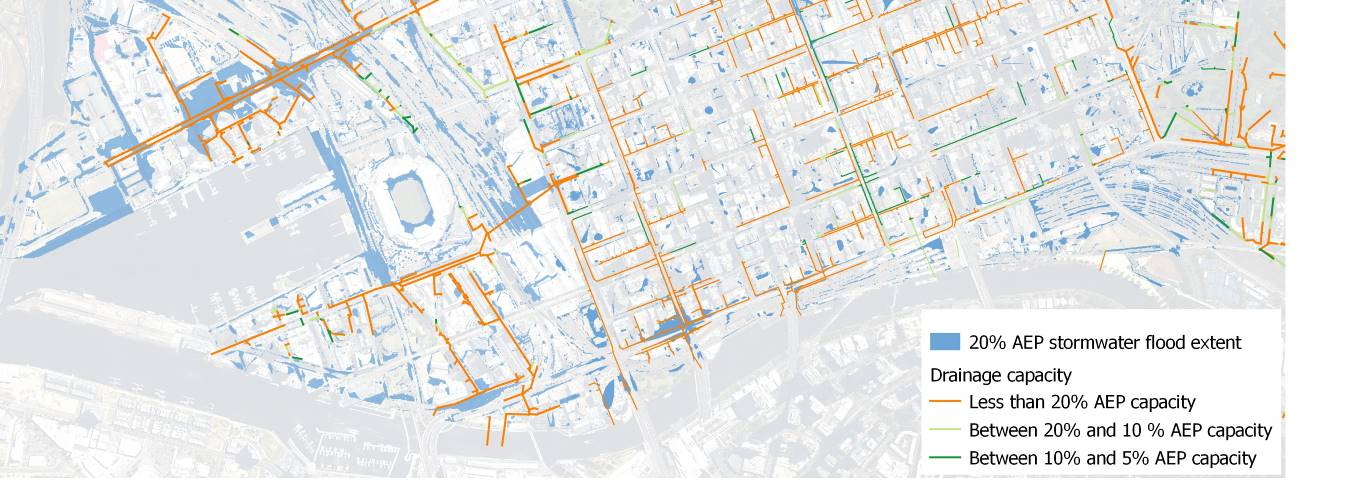 20% AEP stormwater flood extent
Drainage capacity
Less than 20% AEP capacity
Between 20% and 10 % AEP capacity
Between 10% and 5% AEP capacity